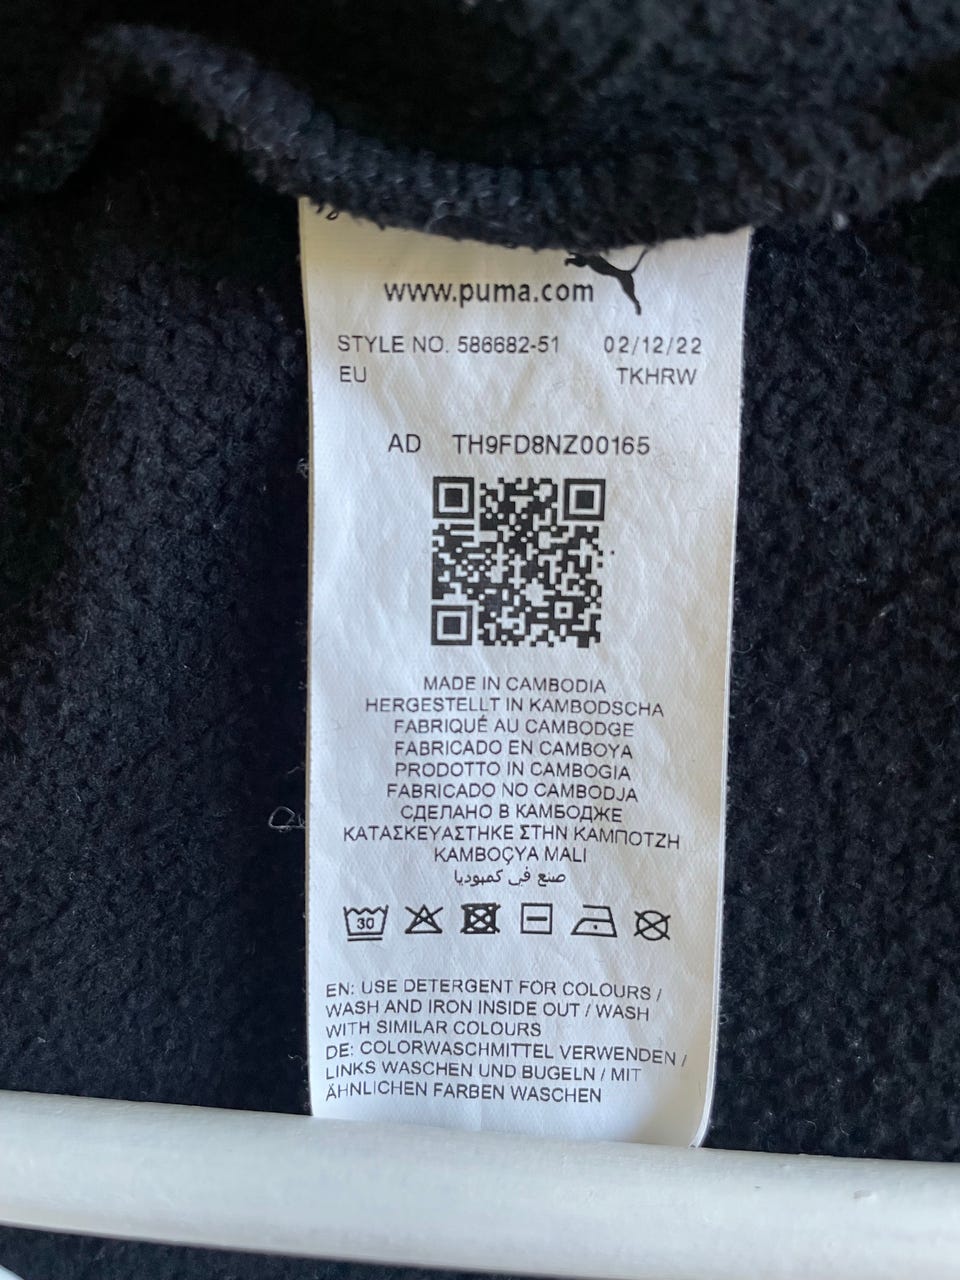 www.puma.com
STYLE NO. 586682-51 02/12/22
EU TKHRW
AD TH9FD8NZ00165
MADE IN CAMBODIA
HERGESTELLT IN KAMBODSCHA
FABRIQUÉ AU CAMBODGE
FABRICADO EN CAMBOYA
PRODOTTO IN CAMBOGIA
FABRICADO NO CAMBODJA
СДЕЛАНО В КАМБОДЖЕ
ΚΑΤΑΣΚΕΥΑΣΤΗΚΕ ΣΤΗΝ ΚΑΜΠΟΤΖΗ
KAMBOÇYA MALI
صنع في كمبوديا
30
EN: USE DETERGENT FOR COLOURS /
WASH AND IRON INSIDE OUT / WASH
WITH SIMILAR COLOURS
DE: COLORWASCHMITTEL VERWENDEN /
LINKS WASCHEN UND BUGELN / MIT
ÄHNLICHEN FARBEN WASCHEN